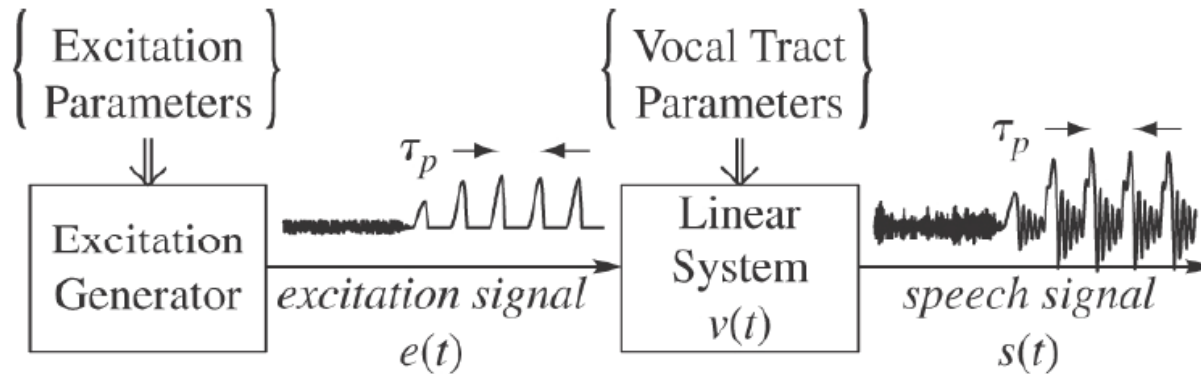 Excitation
Parameters
Vocal Tract
Parameters
τp
τp
Excitation
Generator
excitation signal
e(t)
Linear
System
v(t)
speech signal
s(t)